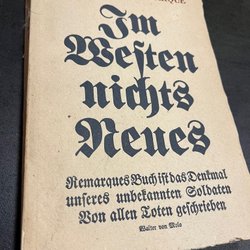 Im
Westen
nichts
Neues
Remarques Buch ist das Denkmal
unseres unbekannten Soldaten
Von allen Toten geschrieben
Walter von Molo